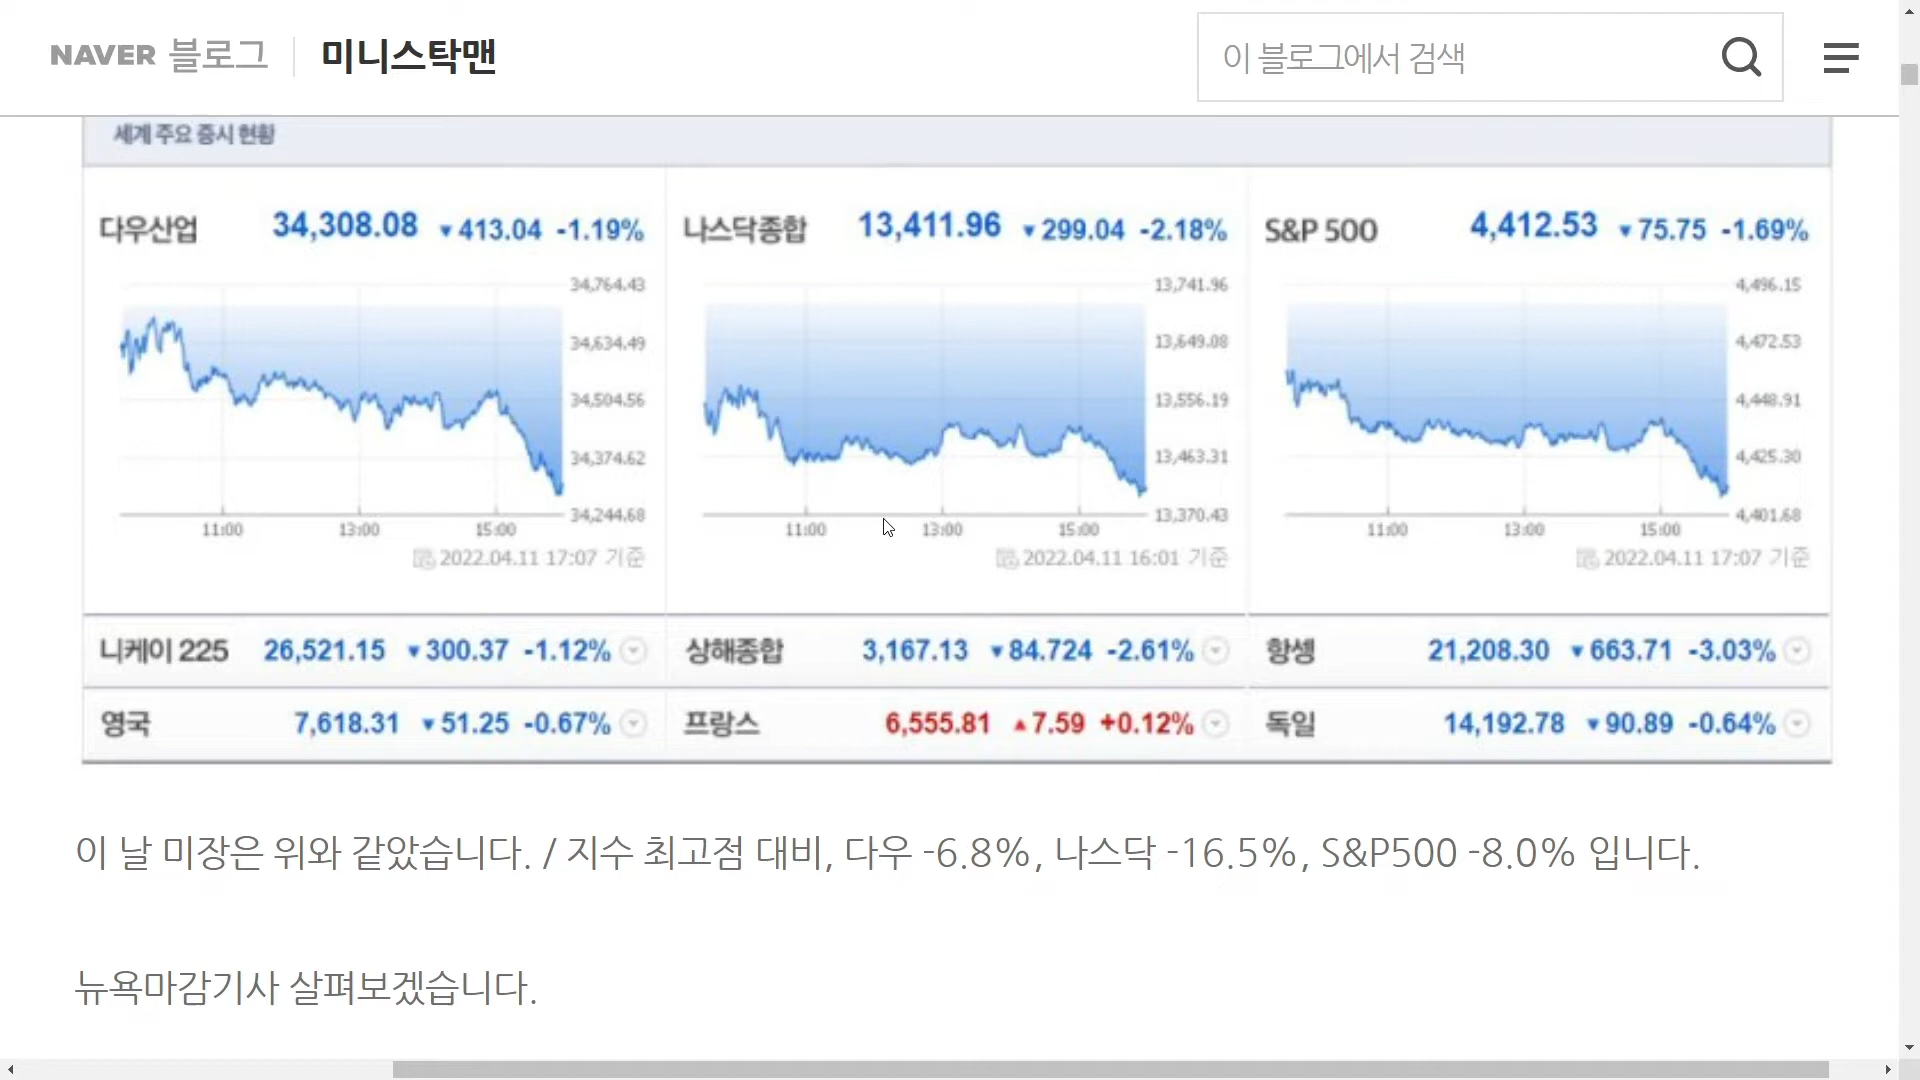 NAVER 블로그 미니스탁맨 이 블로그에서 검색
세계 주요 증시 현황
다우산업 34,308.08 ▼413.04 -1.19% 나스닥종합 13,411.96 ▼299.04 -2.18% S&P 500 4,412.53 ▼75.75 -1.69%
34,764.43 13,741.96 4,496.15
34,634.49 13,649.08 4,472.53
34,504.56 13,556.19 4,448.91
34,374.62 13,463.31 4,425.30
34,244.68 13,370.43 4,401.68
11:00 13:00 15:00 11:00 13:00 15:00 11:00 13:00 15:00
2022.04.11 17:07 기준 2022.04.11 16:01 기준 2022.04.11 17:07 기준
니케이 225 26,521.15 ▼300.37 -1.12% 상해종합 3,167.13 ▼84.724 -2.61% 항셍 21,208.30 ▼663.71 -3.03%
영국 7,618.31 ▼51.25 -0.67% 프랑스 6,555.81 ▲7.59 +0.12% 독일 14,192.78 ▼90.89 -0.64%
이 날 미장은 위와 같았습니다. / 지수 최고점 대비, 다우 -6.8%, 나스닥 -16.5%, S&P500 -8.0% 입니다.
뉴욕마감기사 살펴보겠습니다.